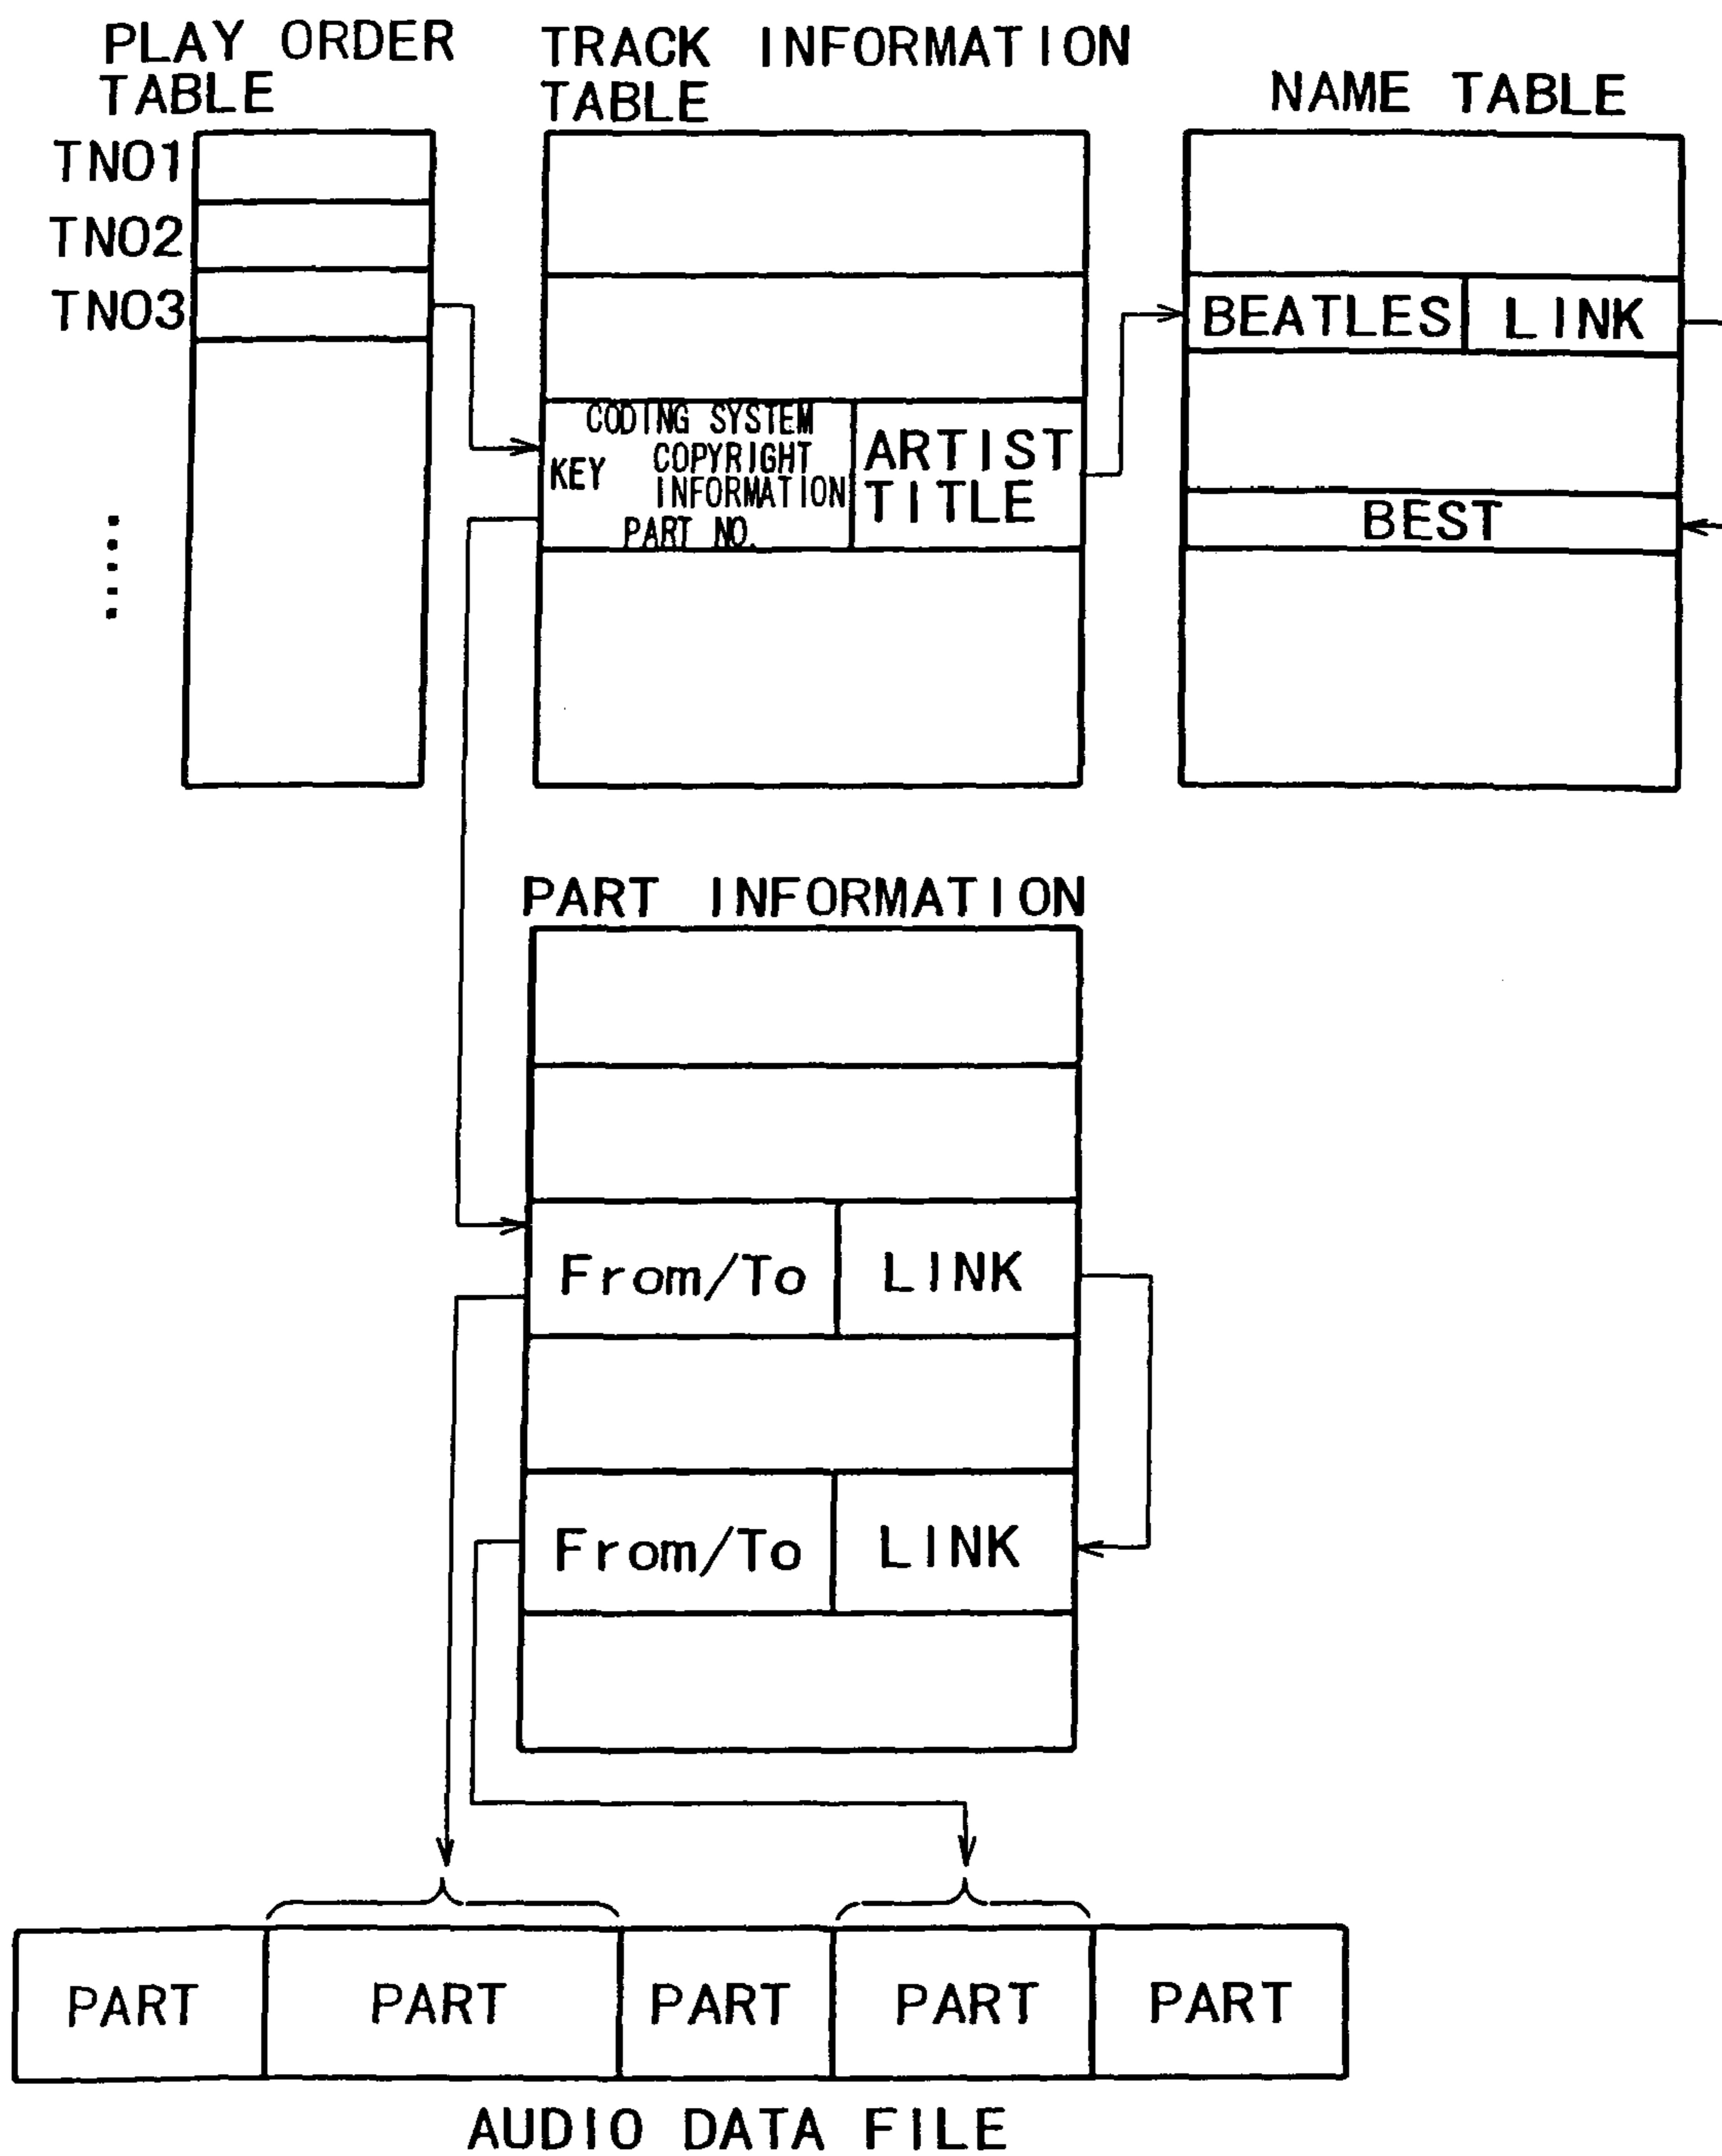 PLAY ORDER
TABLE
TRACK INFORMATION
TABLE
NAME TABLE
TNO1
TNO2
TNO3
BEATLES LINK
CODING SYSTEM
KEY COPYRIGHT
INFORMATION
PART NO.
ARTIST
TITLE
BEST
PART INFORMATION
From/To LINK
From/To LINK
PART PART PART PART PART
AUDIO DATA FILE